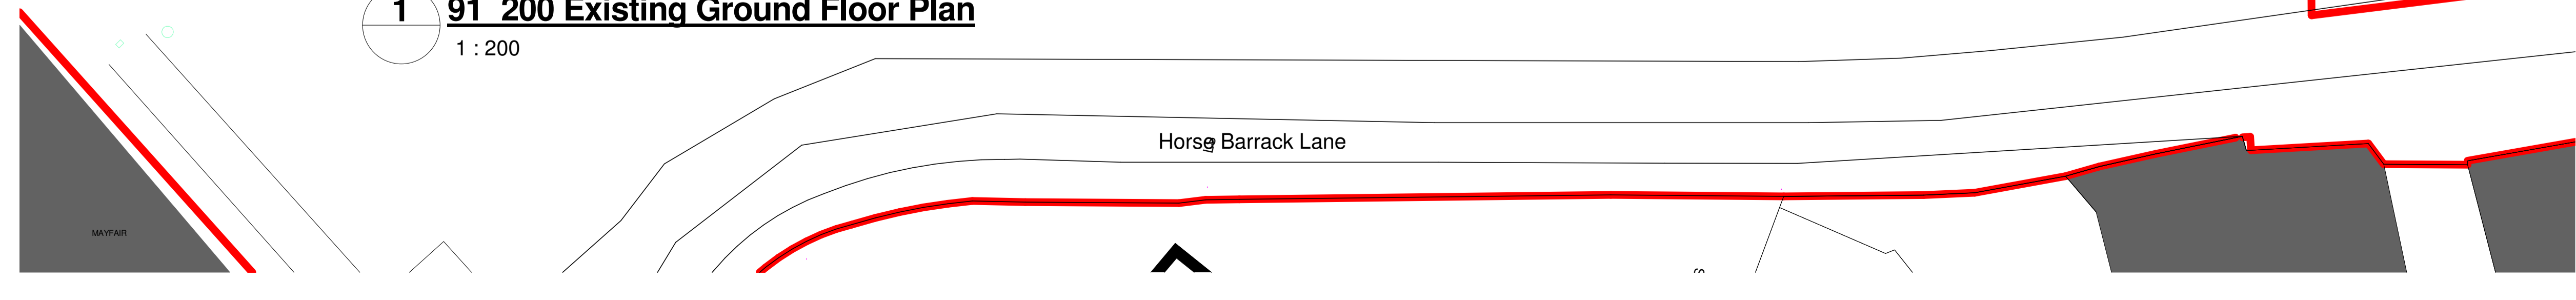 1
91_200 Existing Ground Floor Plan
1 : 200
Horse Barrack Lane
MAYFAIR